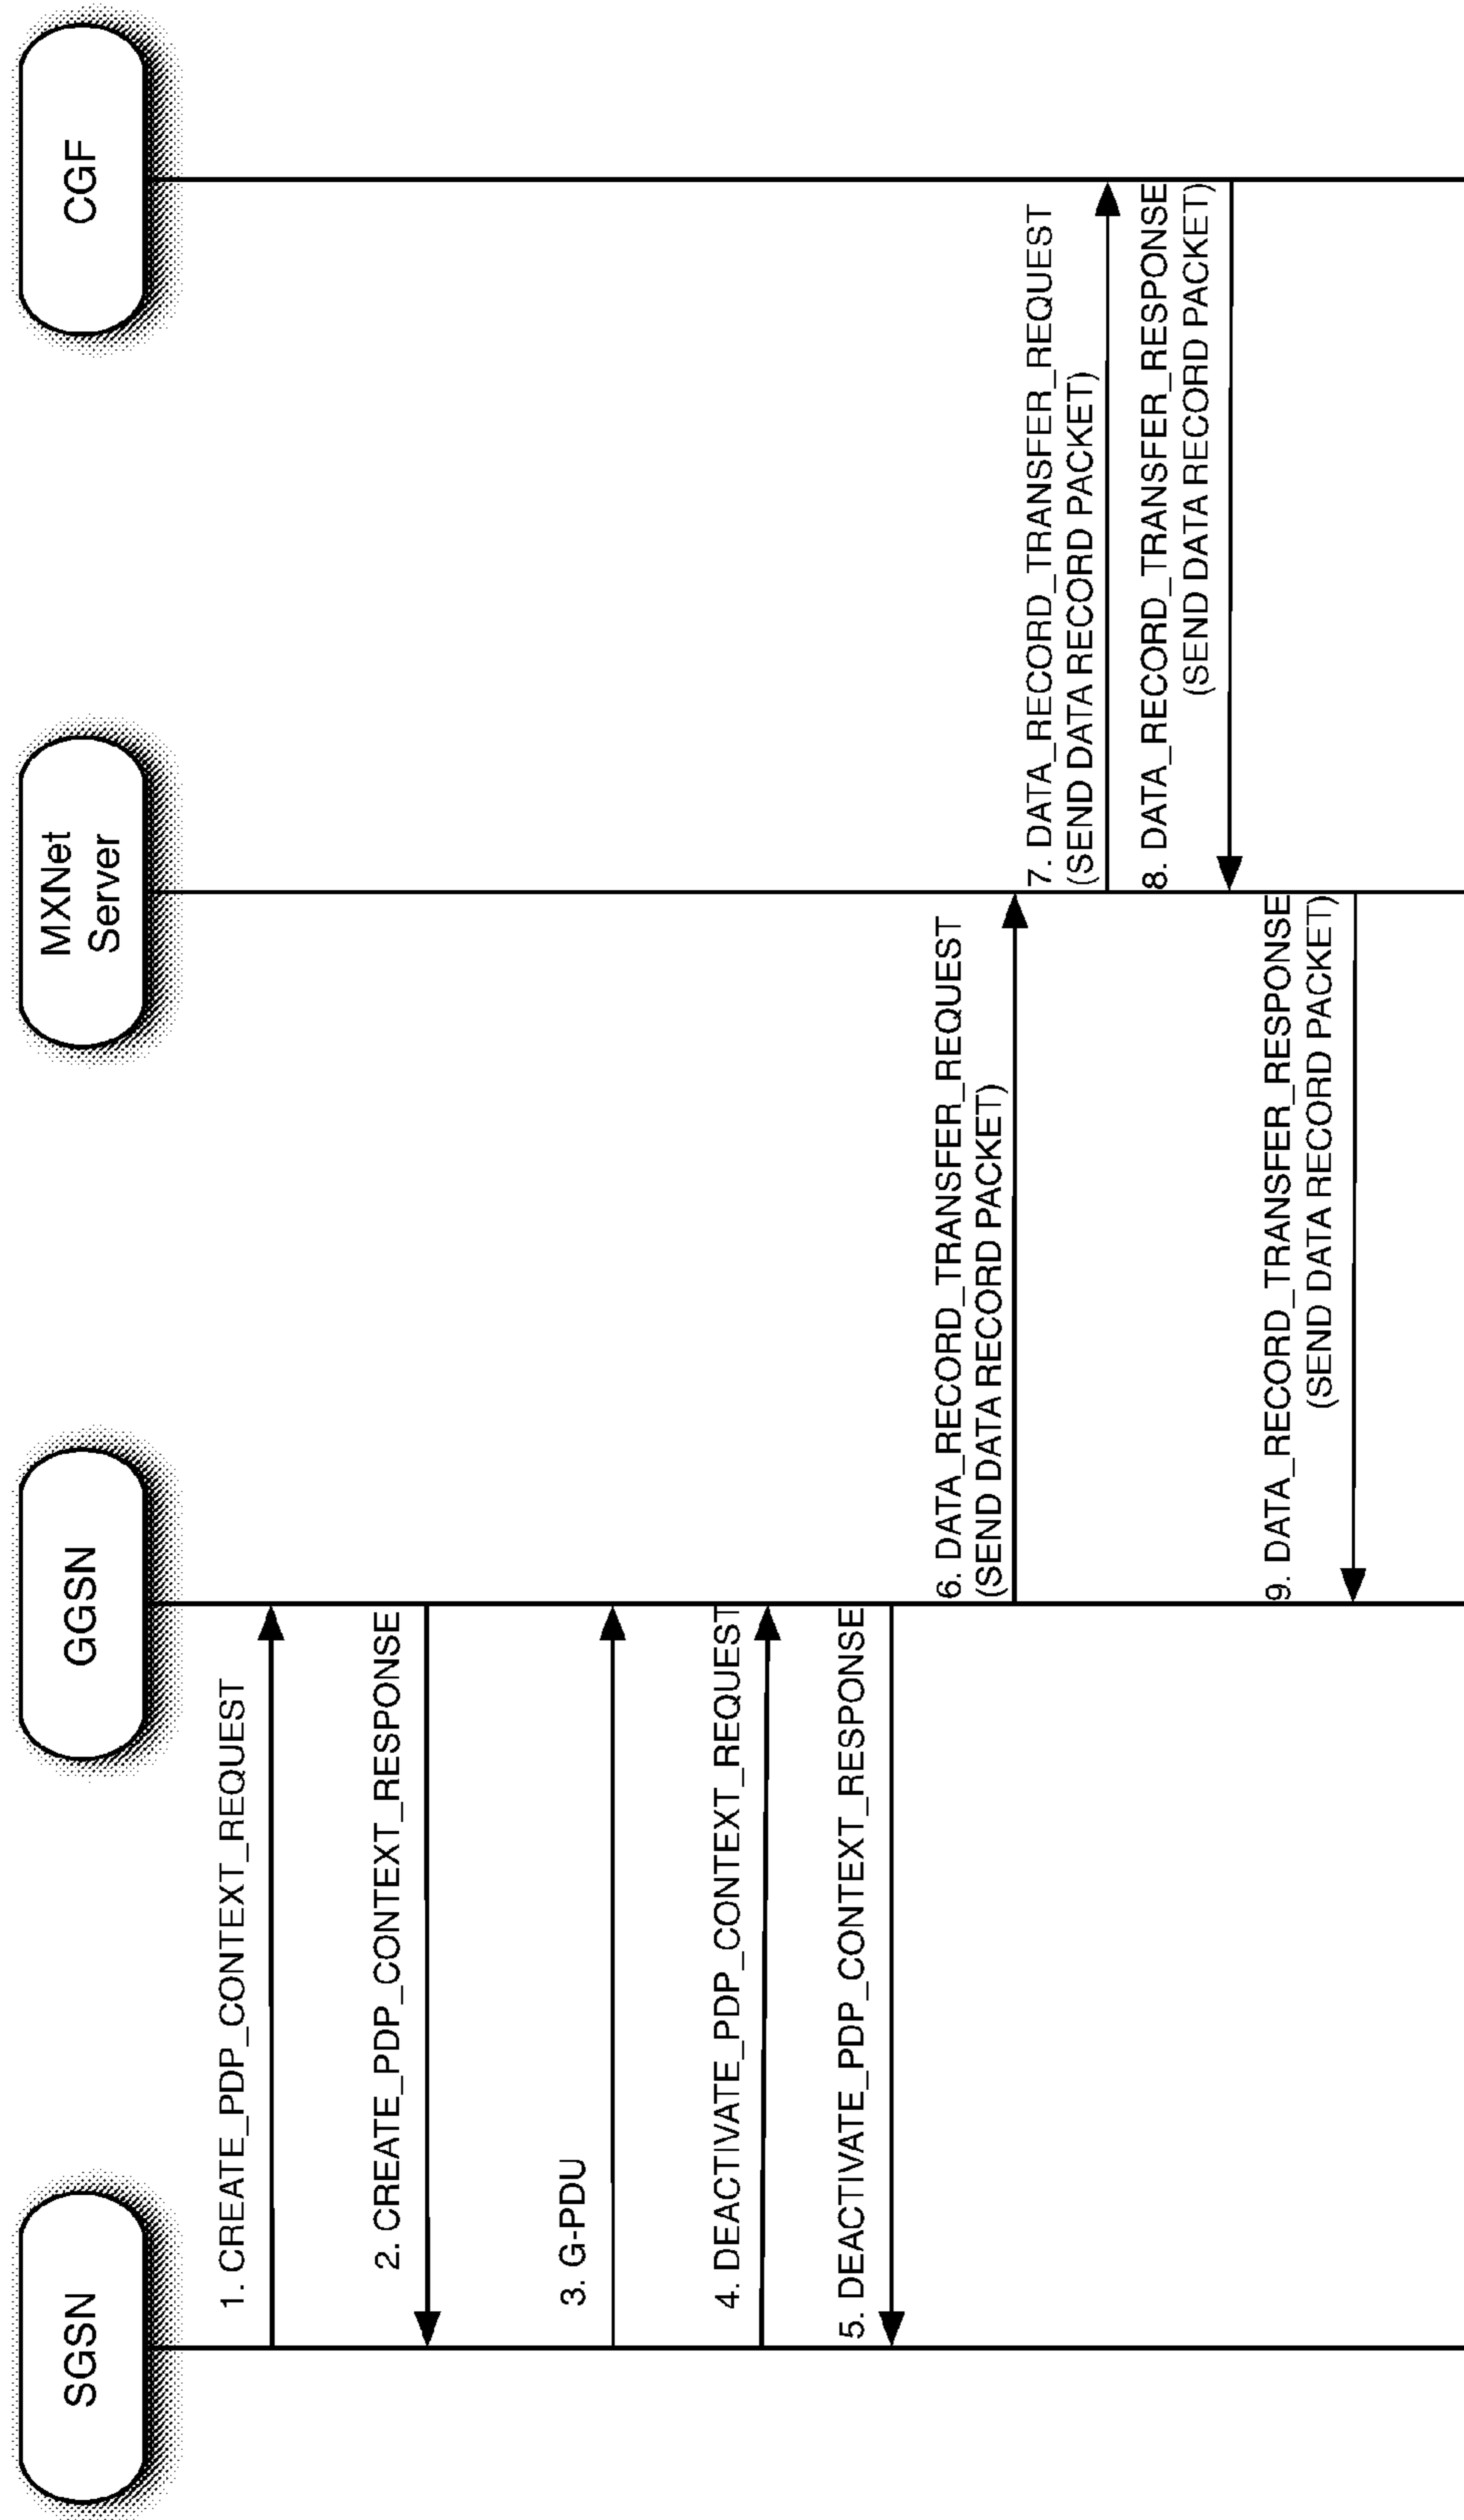 SGSN
GGSN
MXNet
Server
CGF
1. CREATE_PDP_CONTEXT_REQUEST
2. CREATE_PDP_CONTEXT_RESPONSE
3. G-PDU
4. DEACTIVATE_PDP_CONTEXT_REQUEST
5. DEACTIVATE_PDP_CONTEXT_RESPONSE
6. DATA_RECORD_TRANSFER_REQUEST
(SEND DATA RECORD PACKET)
7. DATA_RECORD_TRANSFER_REQUEST
(SEND DATA RECORD PACKET)
8. DATA_RECORD_TRANSFER_RESPONSE
(SEND DATA RECORD PACKET)
9. DATA_RECORD_TRANSFER_RESPONSE
(SEND DATA RECORD PACKET)